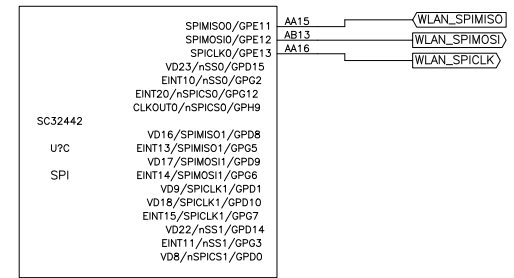 SPIMISO0/GPE11 AA15 WLAN_SPIMISO
SPIMOSI0/GPE12 AB13 WLAN_SPIMOSI
SPICLK0/GPE13 AA16 WLAN_SPICLK
VD23/nSS0/GPD15
EINT10/nSS0/GPG2
EINT20/nSPICS0/GPG12
CLKOUT0/nSPICS0/GPH9
SC32442
VD16/SPIMISO1/GPD8
U?C EINT13/SPIMISO1/GPG5
VD17/SPIMOSI1/GPD9
SPI EINT14/SPIMOSI1/GPG6
VD9/SPICLK1/GPD1
VD18/SPICLK1/GPD10
EINT15/SPICLK1/GPG7
VD22/nSS1/GPD14
EINT11/nSS1/GPG3
VD8/nSPICS1/GPD0